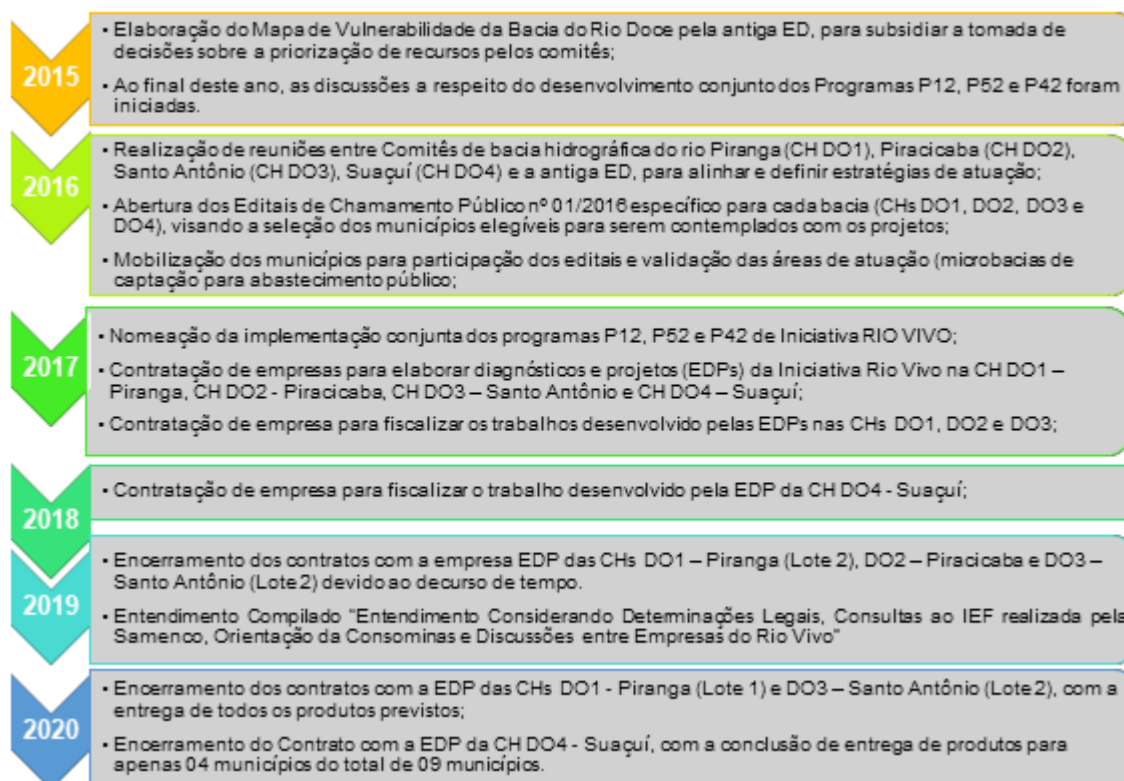 2015
▪ Elaboração do Mapa de Vulnerabilidade da Bacia do Rio Doce pela antiga ED, para subsidiar a tomada de
decisões sobre a priorização de recursos pelos comitês;
▪ Ao final deste ano, as discussões a respeito do desenvolvimento conjunto dos Programas P12, P52 e P42 foram
iniciadas.
2016
▪ Realização de reuniões entre Comitês de bacia hidrográfica do rio Piranga (CH DO1), Piracicaba (CH DO2),
Santo Antônio (CH DO3), Suaçuí (CH DO4) e a antiga ED, para alinhar e definir estratégias de atuação;
▪ Abertura dos Editais de Chamamento Público nº 01/2016 específico para cada bacia (CHs DO1, DO2, DO3 e
DO4), visando a seleção dos municípios elegíveis para serem contemplados com os projetos;
▪ Mobilização dos municípios para participação dos editais e validação das áreas de atuação (microbacias de
captação para abastecimento público;
2017
▪ Nomeação da implementação conjunta dos programas P12, P52 e P42 de Iniciativa RIO VIVO;
▪ Contratação de empresas para elaborar diagnósticos e projetos (EDPs) da Iniciativa Rio Vivo na CH DO1 –
Piranga, CH DO2 - Piracicaba, CH DO3 – Santo Antônio e CH DO4 – Suaçuí;
▪ Contratação de empresa para fiscalizar os trabalhos desenvolvido pelas EDPs nas CHs DO1, DO2 e DO3;
2018
▪ Contratação de empresa para fiscalizar o trabalho desenvolvido pela EDP da CH DO4 - Suaçuí;
2019
▪ Encerramento dos contratos com a empresa EDP das CHs DO1 – Piranga (Lote 2), DO2 – Piracicaba e DO3 –
Santo Antônio (Lote 2) devido ao decurso de tempo.
▪ Entendimento Compilado "Entendimento Considerando Determinações Legais, Consultas ao IEF realizada pela
Samenco, Orientação da Consominas e Discussões entre Empresas do Rio Vivo"
2020
▪ Encerramento dos contratos com a EDP das CHs DO1 - Piranga (Lote 1) e DO3 – Santo Antônio (Lote 2), com a
entrega de todos os produtos previstos;
▪ Encerramento do Contrato com a EDP da CH DO4 - Suaçuí, com a conclusão de entrega de produtos para
apenas 04 municípios do total de 09 municípios.